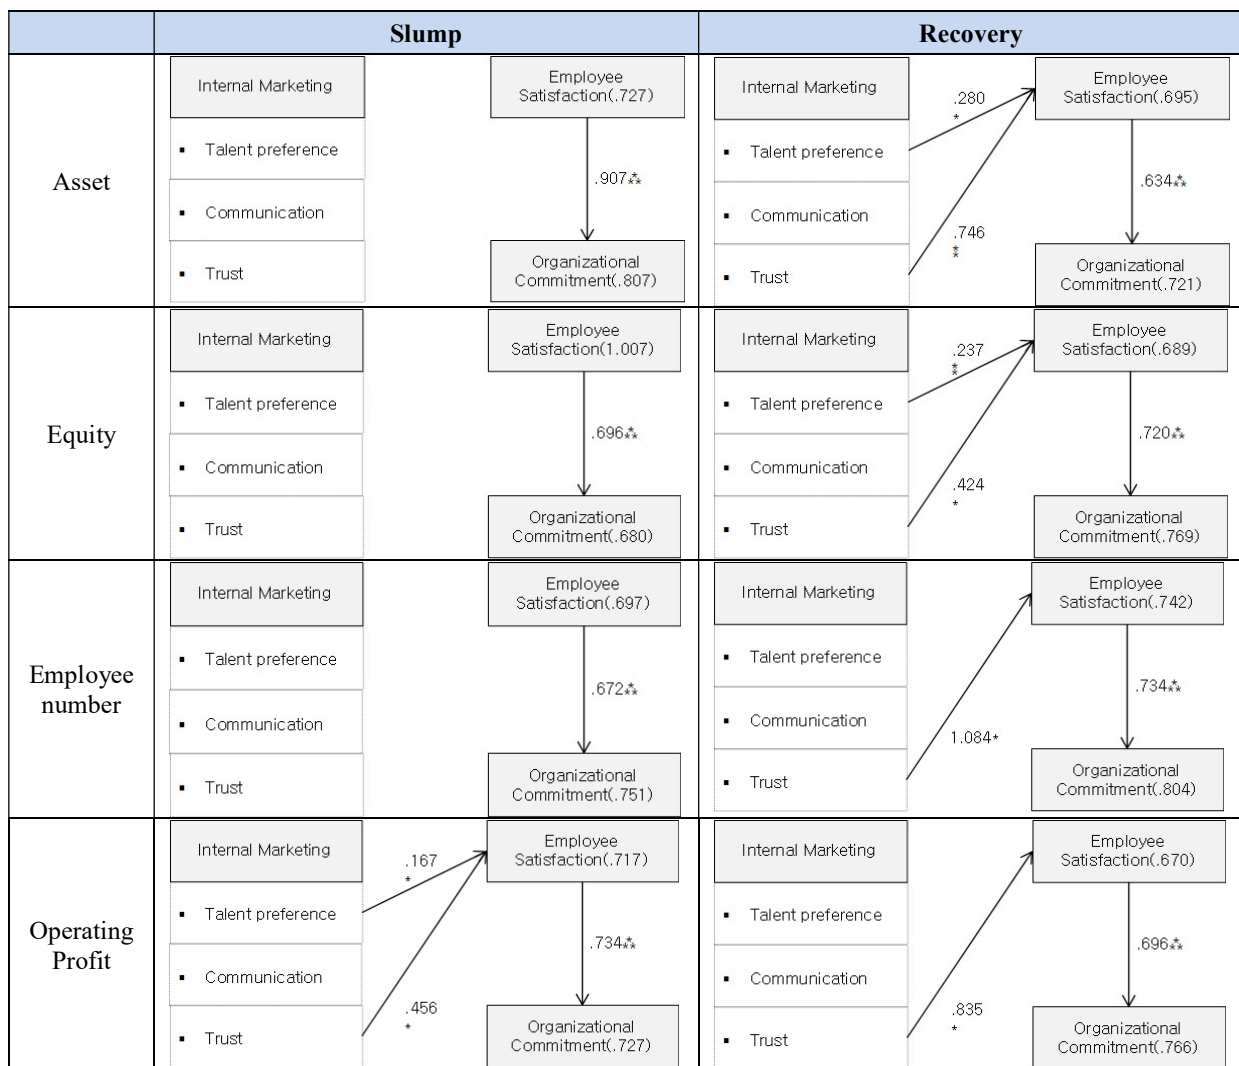 Slump
Recovery
Asset
Internal Marketing
▪ Talent preference
▪ Communication
▪ Trust
Employee
Satisfaction(.727)
.907⁂
Organizational
Commitment(.807)
Internal Marketing
▪ Talent preference
▪ Communication
▪ Trust
.280
*
.746
⁑
Employee
Satisfaction(.695)
.634⁂
Organizational
Commitment(.721)
Equity
Internal Marketing
▪ Talent preference
▪ Communication
▪ Trust
Employee
Satisfaction(1.007)
.696⁂
Organizational
Commitment(.680)
Internal Marketing
▪ Talent preference
▪ Communication
▪ Trust
.237
⁑
.424
*
Employee
Satisfaction(.689)
.720⁂
Organizational
Commitment(.769)
Employee
number
Internal Marketing
▪ Talent preference
▪ Communication
▪ Trust
Employee
Satisfaction(.697)
.672⁂
Organizational
Commitment(.751)
Internal Marketing
▪ Talent preference
▪ Communication
▪ Trust
1.084*
Employee
Satisfaction(.742)
.734⁂
Organizational
Commitment(.804)
Operating
Profit
Internal Marketing
▪ Talent preference
▪ Communication
▪ Trust
.167
*
.456
*
Employee
Satisfaction(.717)
.734⁂
Organizational
Commitment(.727)
Internal Marketing
▪ Talent preference
▪ Communication
▪ Trust
.835
*
Employee
Satisfaction(.670)
.696⁂
Organizational
Commitment(.766)